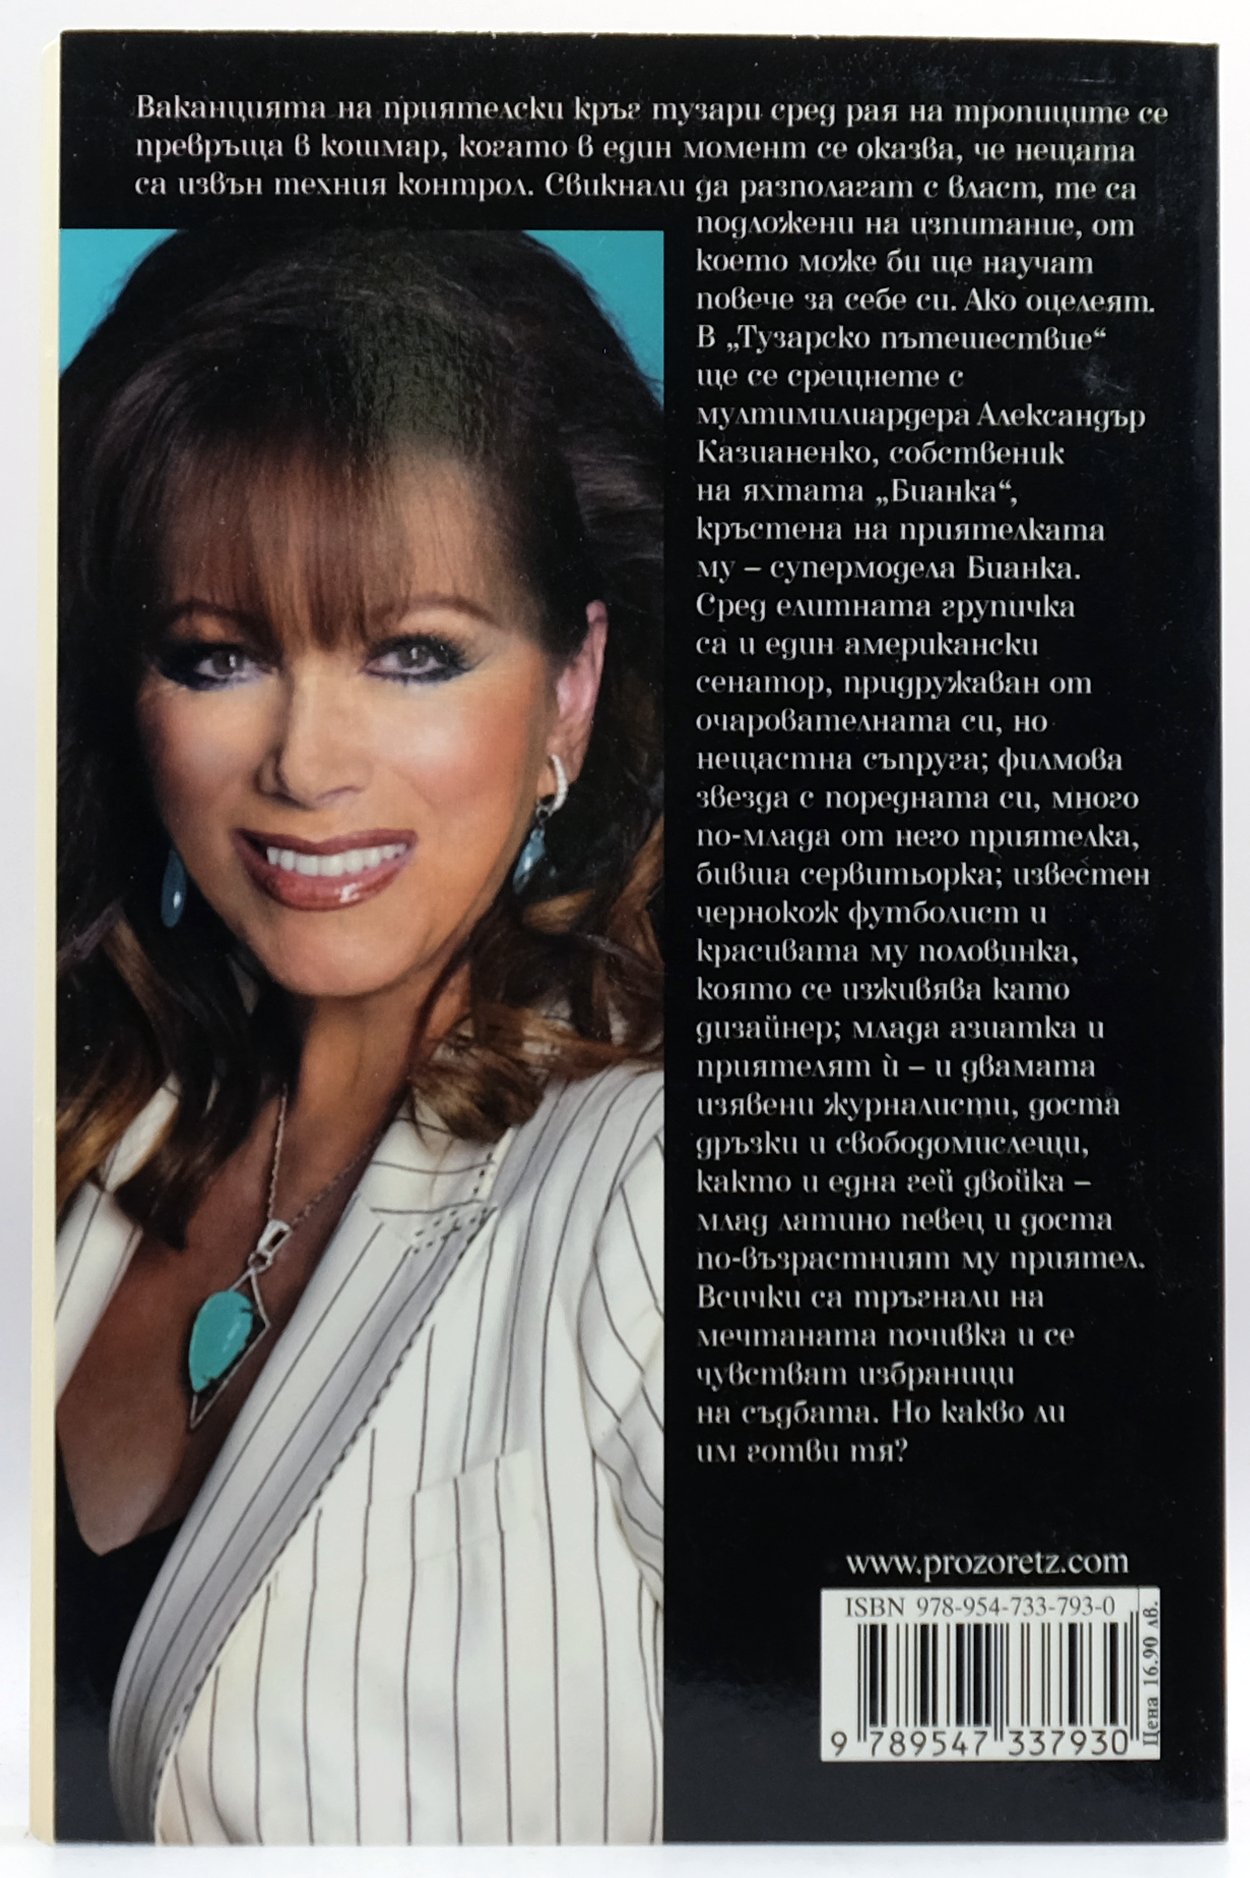 Ваканцията на приятелски кръг тузари сред рая на тропиците се
превръща в кошмар, когато в един момент се оказва, че нещата
са извън техния контрол. Свикнали да разполагат с власт, те са
подложени на изпитание, от
което може би ще научат
повече за себе си. Ако оцелеят.
В „Тузарско пътешествие“
ще се срещнете с
мултимилиардера Александър
Казианенко, собственик
на яхтата „Бианка“,
кръстена на приятелката
му – супермодела Бианка.
Сред елитната групичка
са и един американски
сенатор, придружаван от
очарователната си, но
нещастна съпруга; филмова
звезда с поредната си, много
по-млада от него приятелка,
бивша сервитьорка; известен
чернокож футболист и
красивата му половинка,
която се изживява като
дизайнер; млада азиатка и
приятелят ѝ – и двамата
изявени журналисти, доста
дръзки и свободомислещи,
както и една гей двойка –
млад латино певец и доста
по-възрастният му приятел.
Всички са тръгнали на
мечтаната почивка и се
чувстват избраници
на съдбата. Но какво ли
им готви тя?
www.prozoretz.com
ISBN 978-954-733-793-0
Цена 16.90 лв.
9 789547 337930